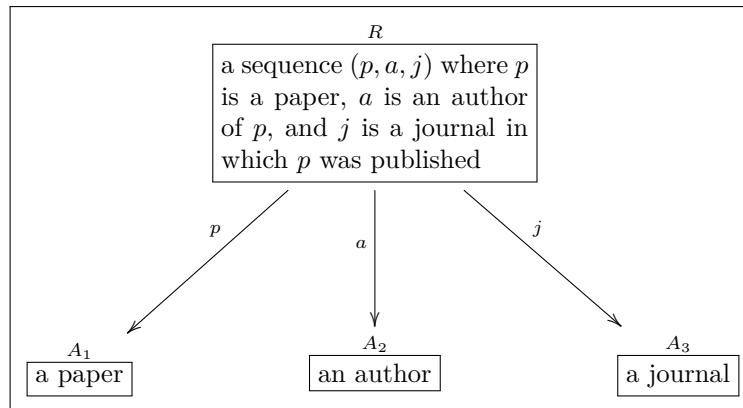 R
a sequence (p, a, j) where p
is a paper, a is an author
of p, and j is a journal in
which p was published
p
a
j
A₁
A₂
A₃
a paper
an author
a journal